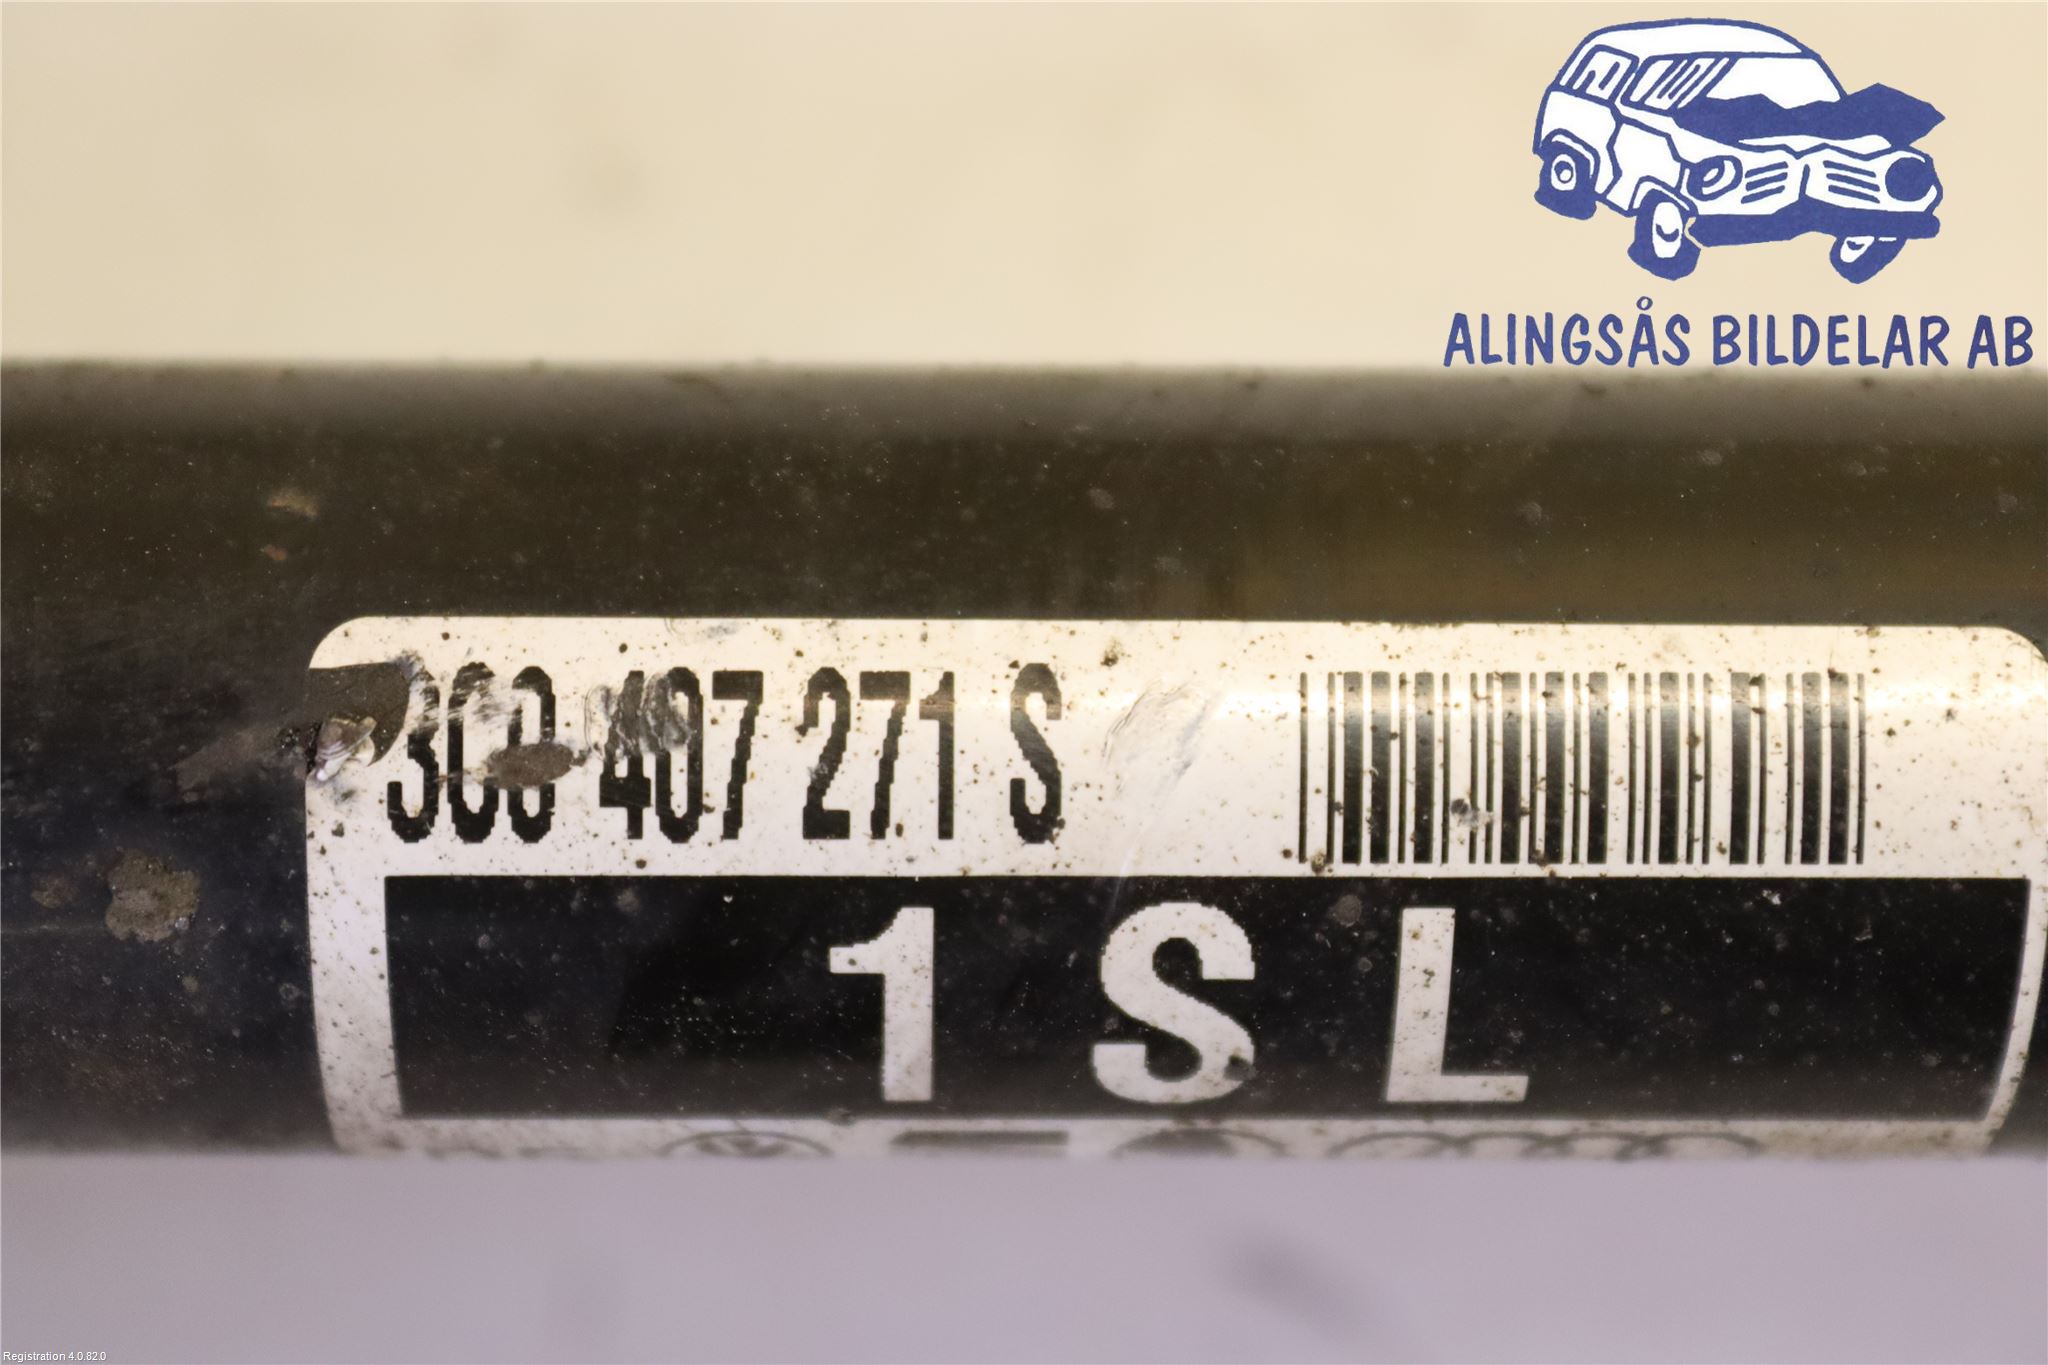 ALINGSÅS BILDELAR AB
3C0 407 271 S
1 S L
Registration 4.0.82.0